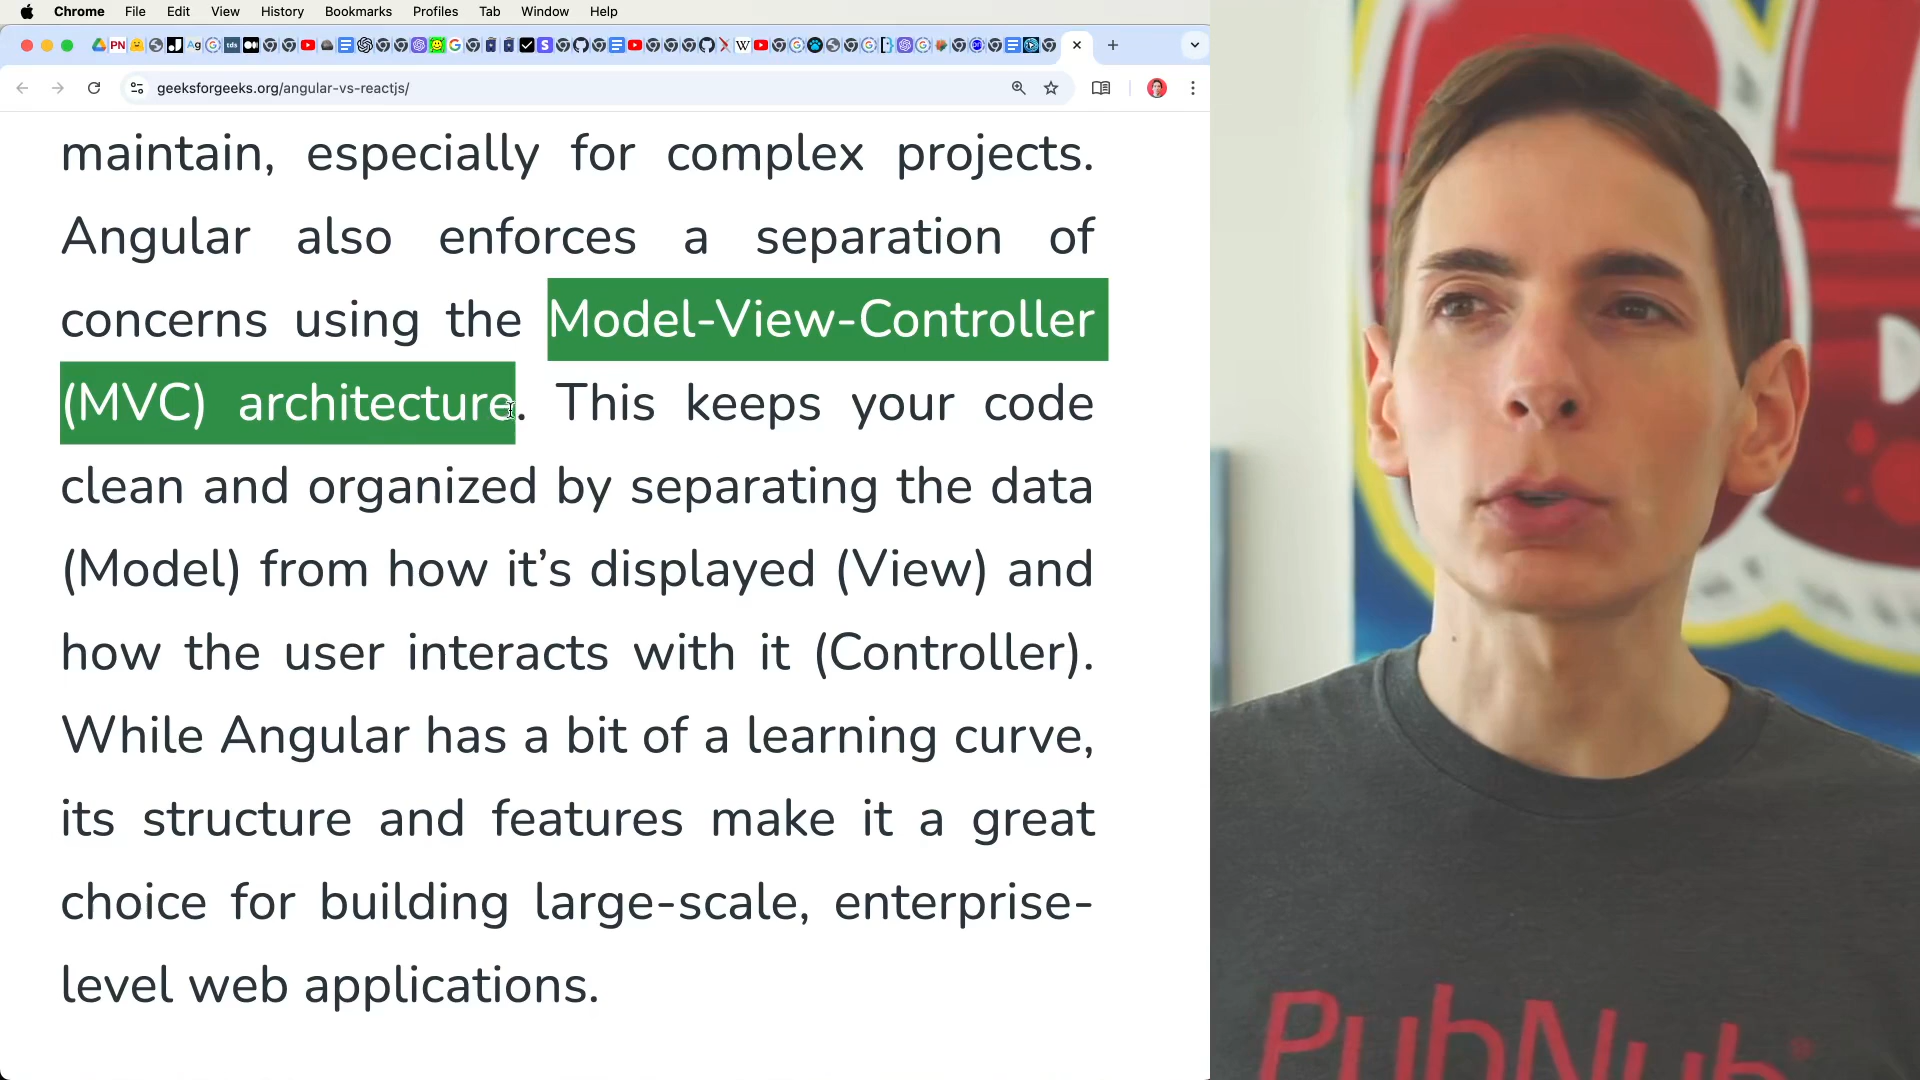 Chrome File Edit View History Bookmarks Profiles Tab Window Help
geeksforgeeks.org/angular-vs-reactjs/
maintain, especially for complex projects.
Angular also enforces a separation of
concerns using the Model-View-Controller
(MVC) architecture. This keeps your code
clean and organized by separating the data
(Model) from how it’s displayed (View) and
how the user interacts with it (Controller).
While Angular has a bit of a learning curve,
its structure and features make it a great
choice for building large-scale, enterprise-
level web applications.
PubNub